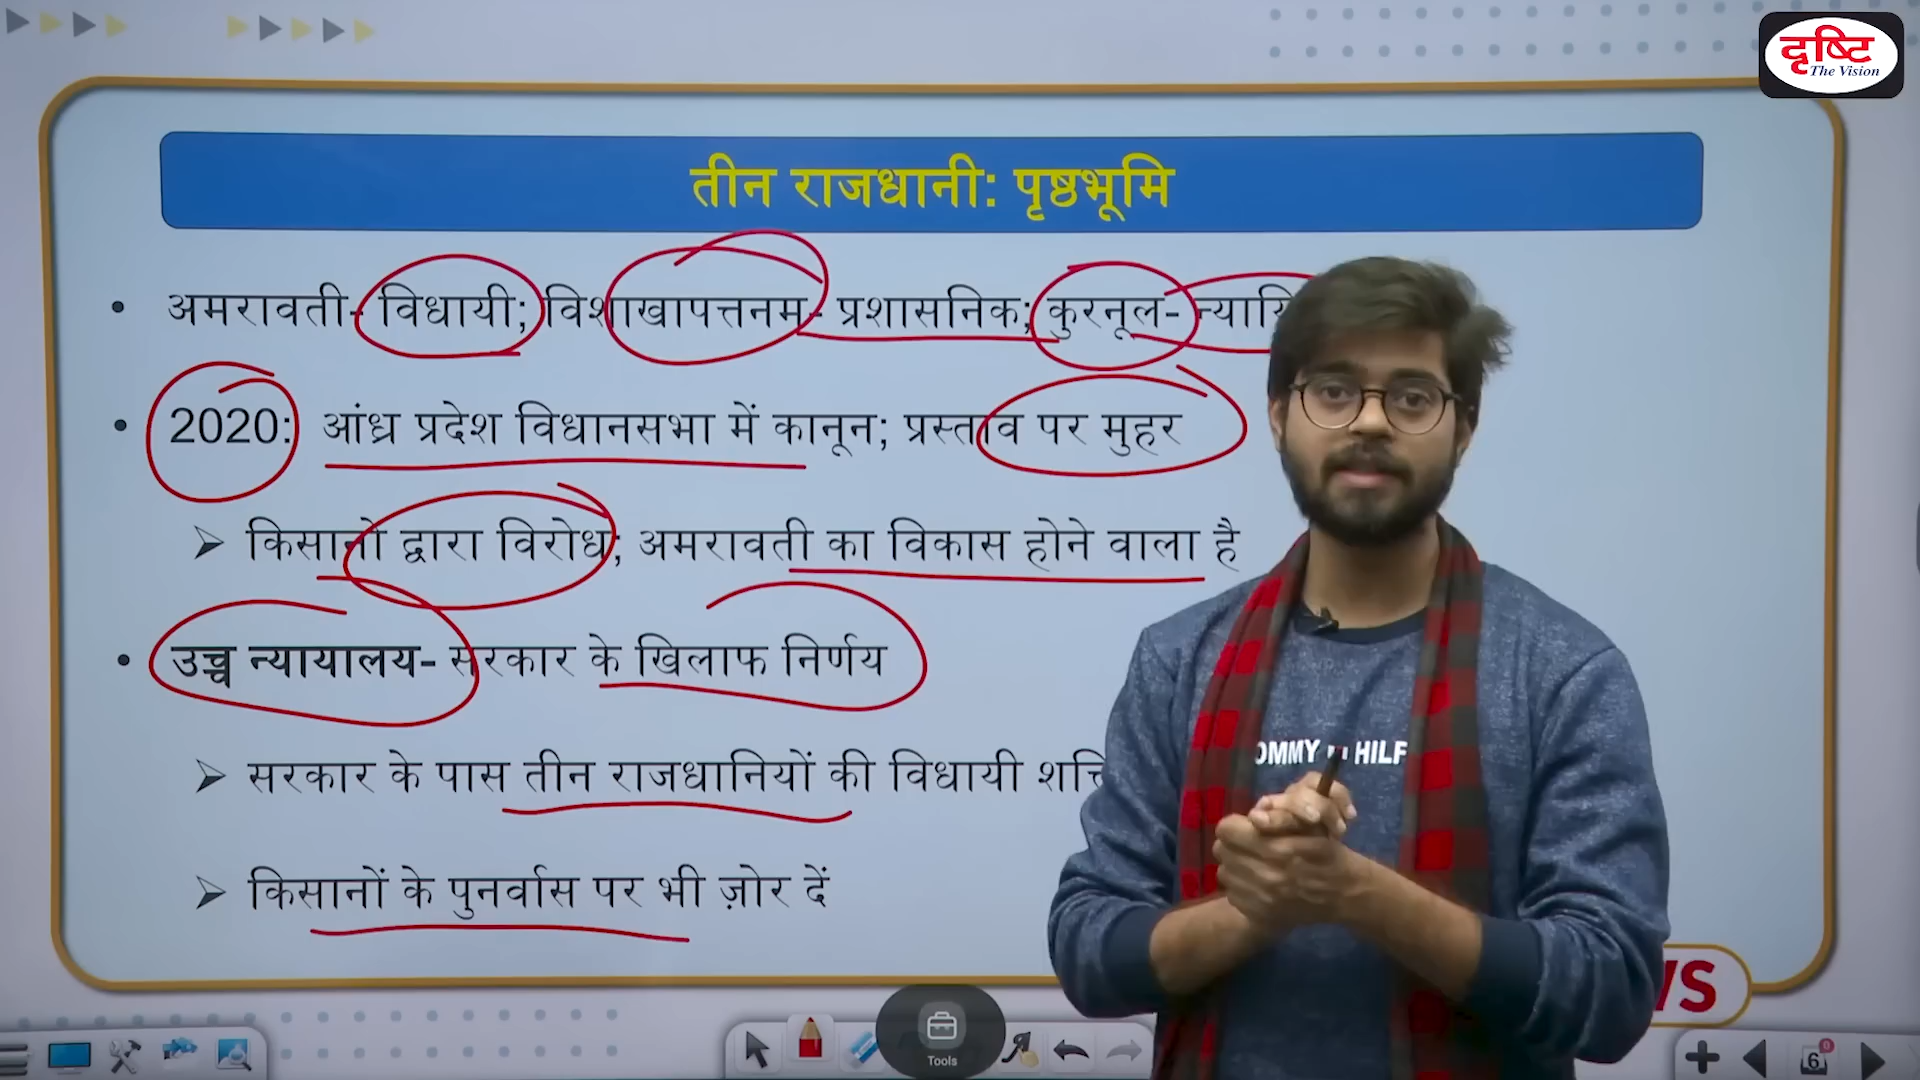 दृष्टि
The Vision
तीन राजधानी: पृष्ठभूमि
• अमरावती- विधायी; विशाखापत्तनम- प्रशासनिक; कुरनूल-
• 2020: आंध्र प्रदेश विधानसभा में कानून; प्रस्ताव पर मुहर
➢ किसानो द्वारा विरोध; अमरावती का विकास होने वाला है
• उच्च न्यायालय- सरकार के खिलाफ निर्णय
➢ सरकार के पास तीन राजधानियों की विधायी
➢ किसानों के पुनर्वास पर भी ज़ोर दें
OMMY HILF
Tools
6